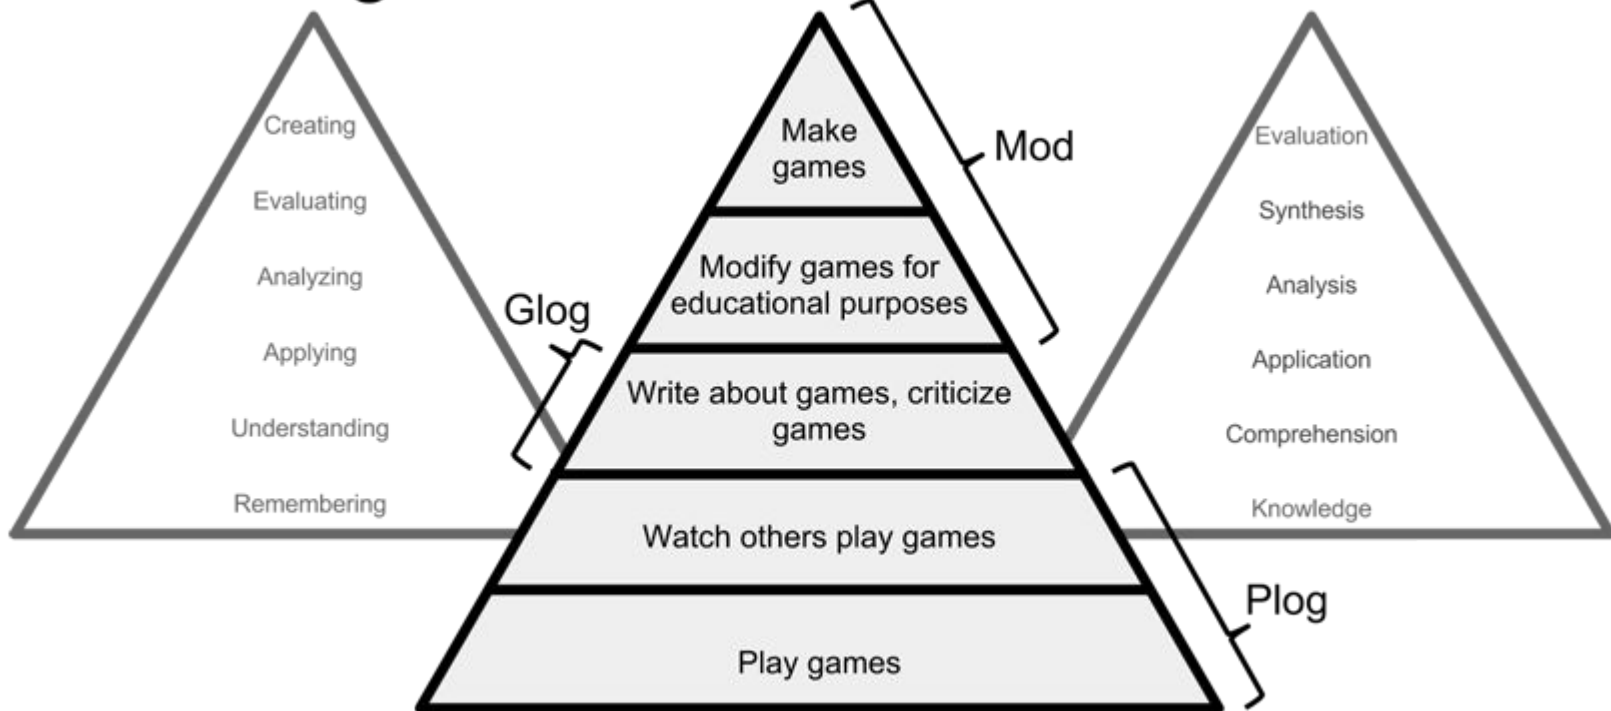 Creating
Evaluating
Analyzing
Applying
Understanding
Remembering
Glog
Make
games
Modify games for
educational purposes
Write about games, criticize
games
Watch others play games
Play games
Mod
Plog
Evaluation
Synthesis
Analysis
Application
Comprehension
Knowledge